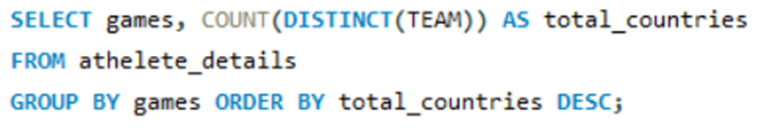 SELECT games, COUNT(DISTINCT(TEAM)) AS total_countries
FROM athelete_details
GROUP BY games ORDER BY total_countries DESC;